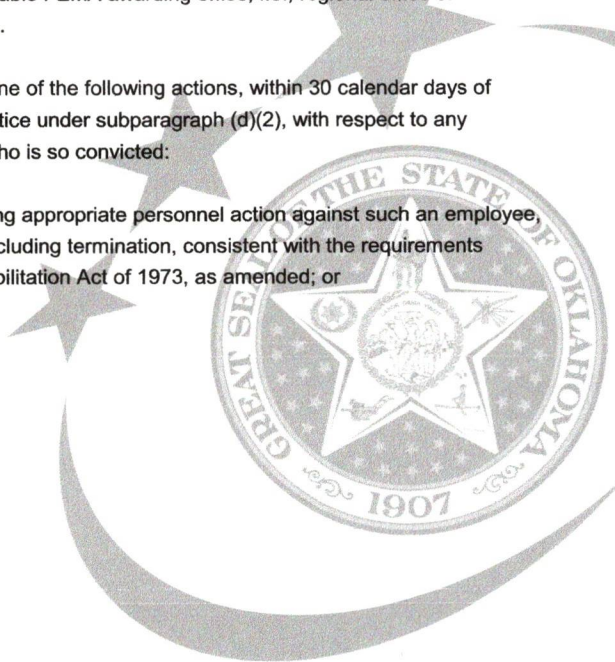 ne of the following actions, within 30 calendar days of
tice under subparagraph (d)(2), with respect to any
ho is so convicted:
ng appropriate personnel action against such an employee,
cluding termination, consistent with the requirements
bilitation Act of 1973, as amended; or
GREAT SEAL OF THE STATE OF OKLAHOMA
1907